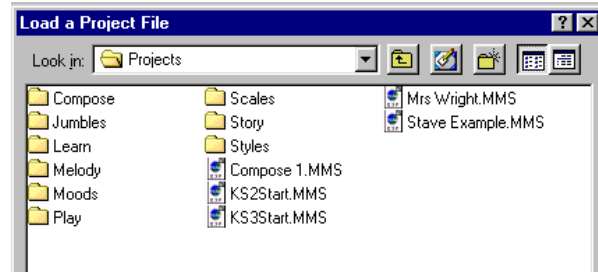 Load a Project File
Look in: Projects
Compose
Jumbles
Learn
Melody
Moods
Play
Scales
Story
Styles
Compose 1.MMS
KS2Start.MMS
KS3Start.MMS
Mrs Wright.MMS
Stave Example.MMS